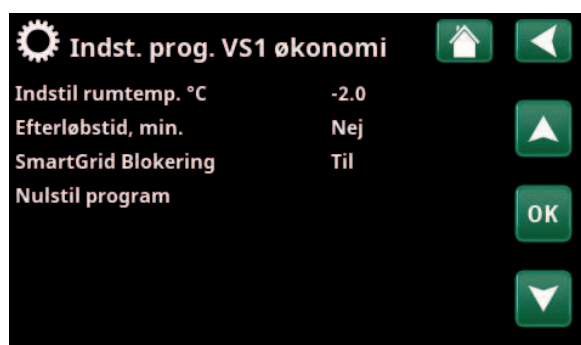 Indst. prog. VS1 økonomi
Indstil rumtemp. °C -2.0
Efterløbstid, min. Nej
SmartGrid Blokering Til
Nulstil program
OK